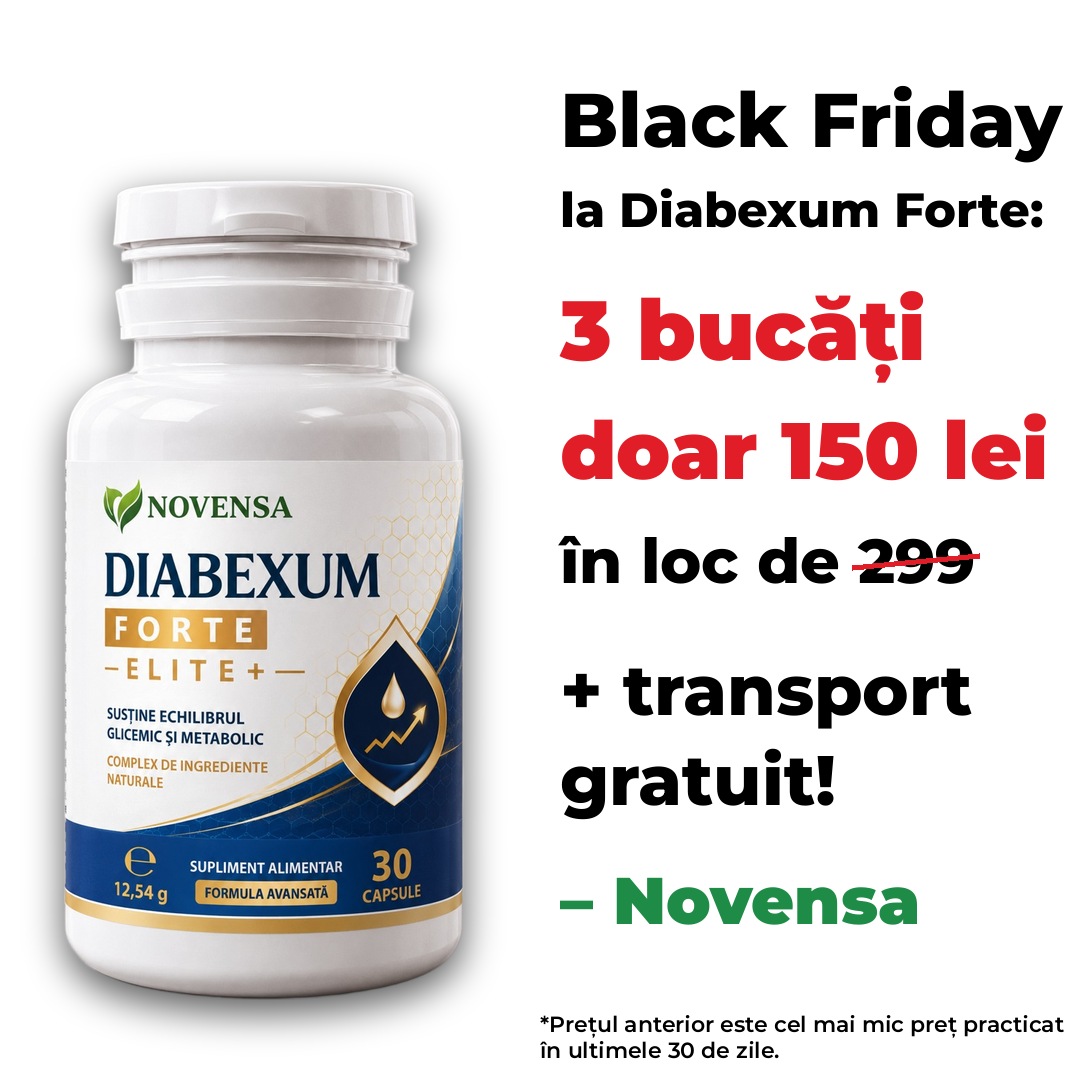 Black Friday
la Diabexum Forte:
3 bucăți
doar 150 lei
în loc de 299
+ transport
gratuit!
– Novensa
*Prețul anterior este cel mai mic preț practicat
în ultimele 30 de zile.
NOVENSA
DIABEXUM
FORTE
–ELITE+—
SUSȚINE ECHILIBRUL
GLICEMIC ȘI METABOLIC
COMPLEX DE INGREDIENTE
NATURALE
e
12,54 g
SUPLIMENT ALIMENTAR
FORMULA AVANSATĂ
30
CAPSULE